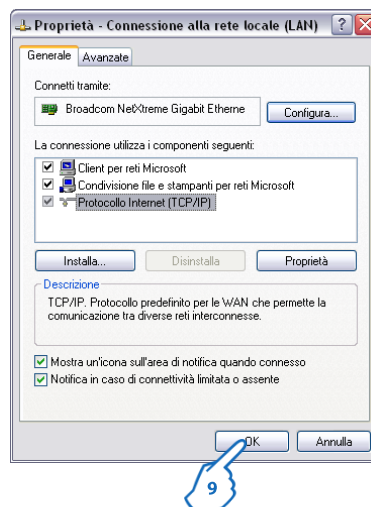 Proprietà - Connessione alla rete locale (LAN)
Generale Avanzate
Connetti tramite:
Broadcom NetXtreme Gigabit Etherne Configura...
La connessione utilizza i componenti seguenti:
Client per reti Microsoft
Condivisione file e stampanti per reti Microsoft
Protocollo Internet (TCP/IP)
Installa... Disinstalla Proprietà
Descrizione
TCP/IP. Protocollo predefinito per le WAN che permette la
comunicazione tra diverse reti interconnesse.
Mostra un'icona sull'area di notifica quando connesso
Notifica in caso di connettività limitata o assente
OK Annulla
9